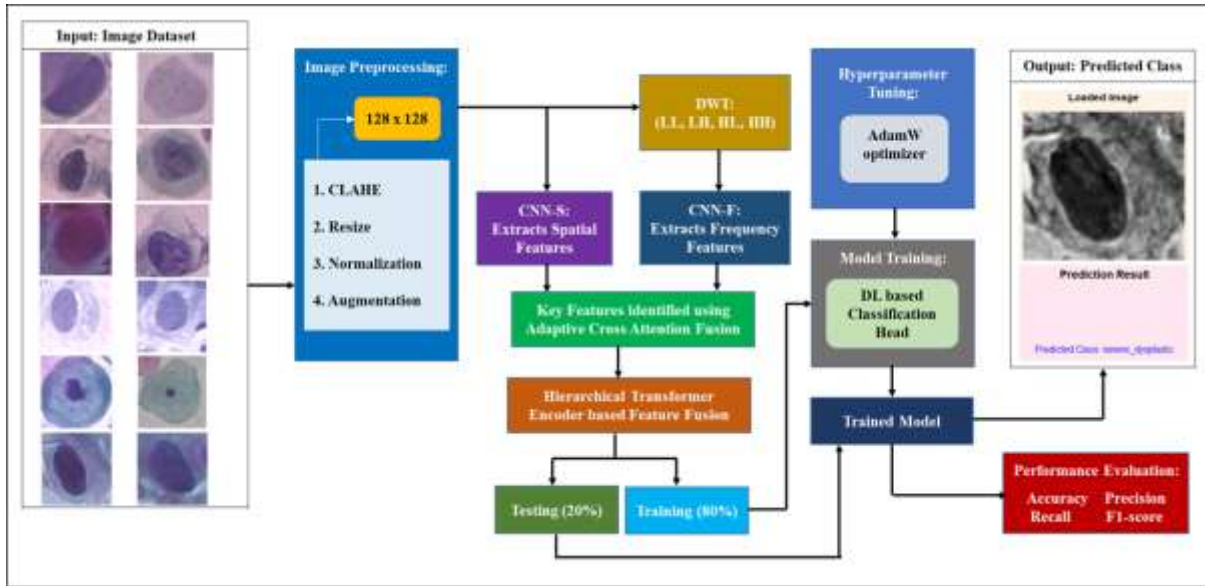 Input: Image Dataset
Image Preprocessing:
128 x 128
1. CLAHE
2. Resize
3. Normalization
4. Augmentation
DWT:
(LL, LH, HL, HH)
CNN-S:
Extracts Spatial
Features
CNN-F:
Extracts Frequency
Features
Key Features identified using
Adaptive Cross Attention Fusion
Hierarchical Transformer
Encoder based Feature Fusion
Testing (20%)
Training (80%)
Hyperparameter
Tuning:
AdamW
optimizer
Model Training:
DL based
Classification
Head
Trained Model
Output: Predicted Class
Loaded Image
Prediction Result
Predicted Class: severe_dysplastic
Performance Evaluation:
Accuracy Precision
Recall F1-score